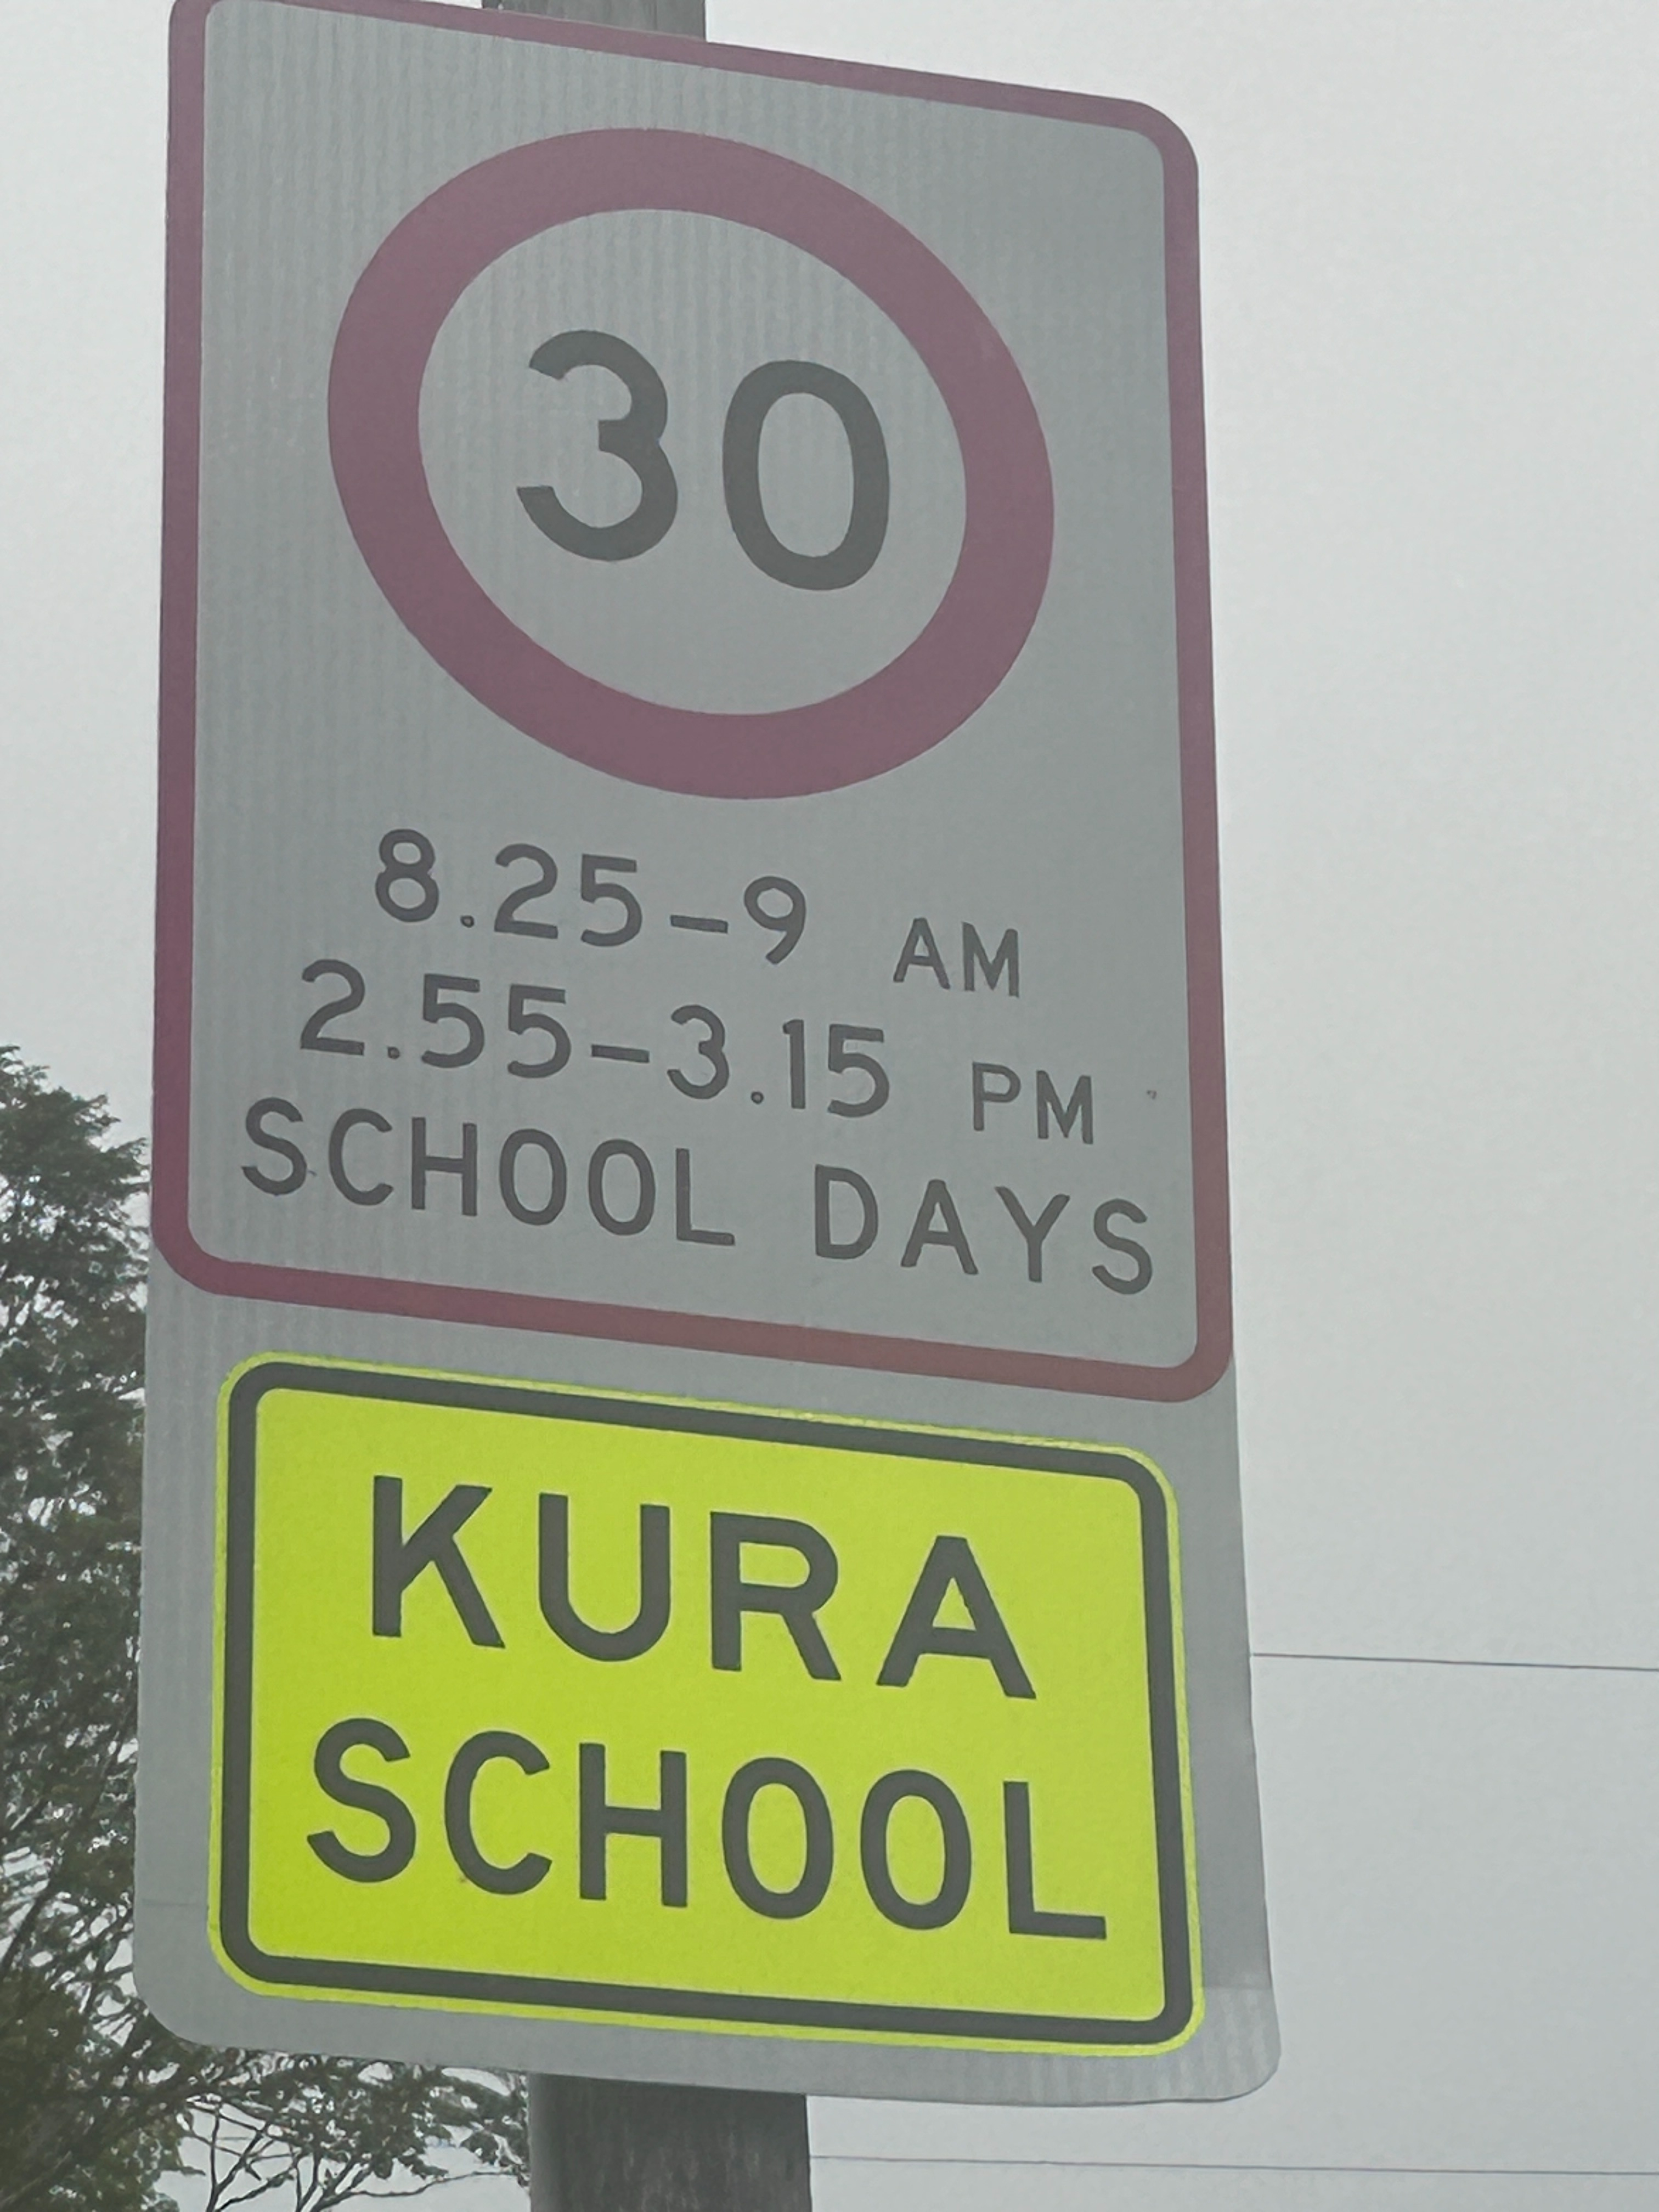 30
8.25-9 AM
2.55-3.15 PM
SCHOOL DAYS
KURA
SCHOOL